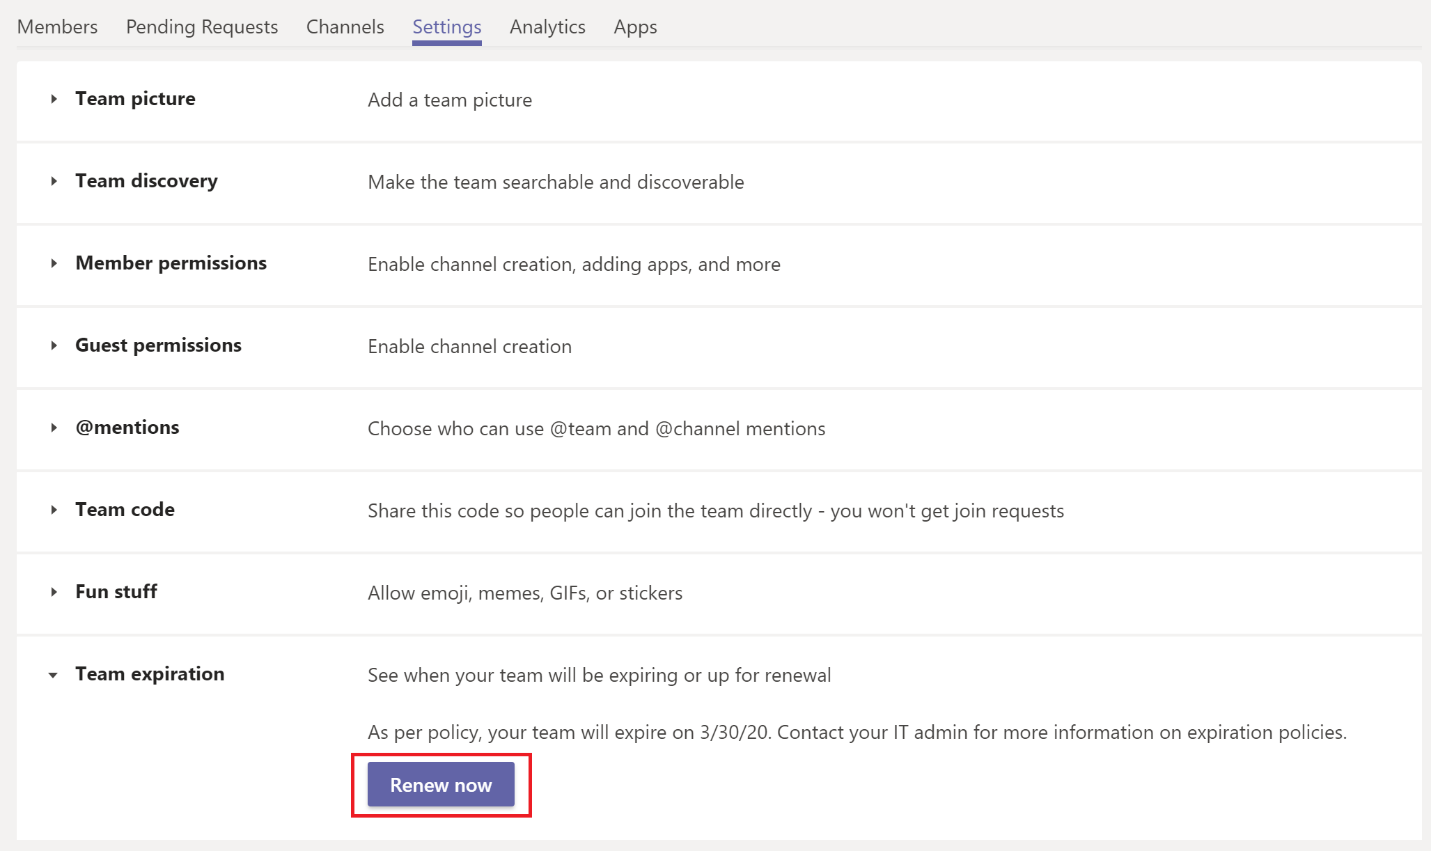 Members Pending Requests Channels Settings Analytics Apps
Team picture Add a team picture
Team discovery Make the team searchable and discoverable
Member permissions Enable channel creation, adding apps, and more
Guest permissions Enable channel creation
@mentions Choose who can use @team and @channel mentions
Team code Share this code so people can join the team directly - you won't get join requests
Fun stuff Allow emoji, memes, GIFs, or stickers
Team expiration See when your team will be expiring or up for renewal
As per policy, your team will expire on 3/30/20. Contact your IT admin for more information on expiration policies.
Renew now